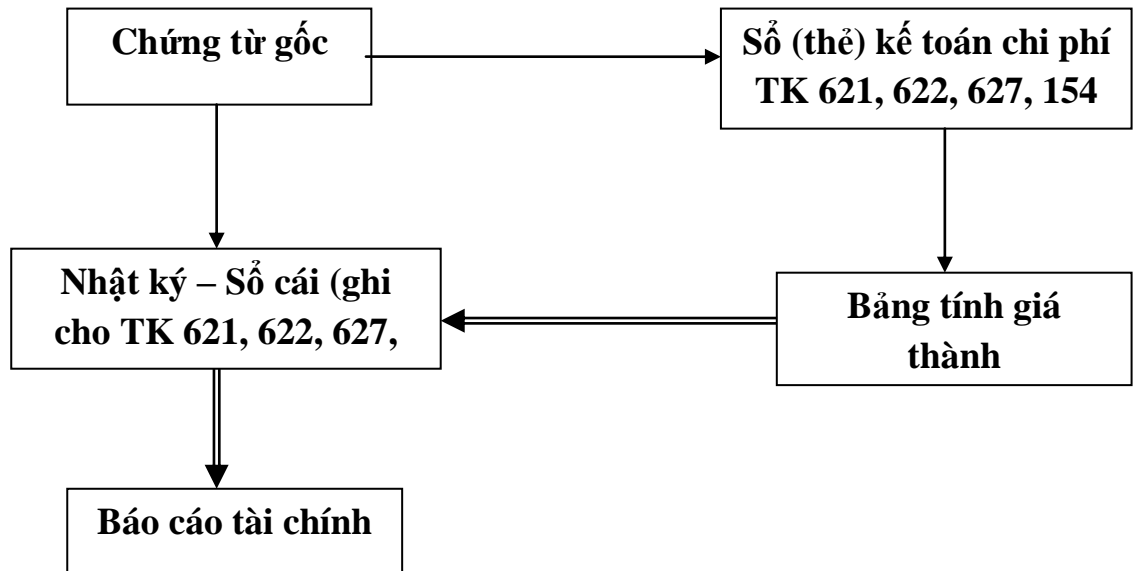 Chứng từ gốc
Sổ (thẻ) kế toán chi phí
TK 621, 622, 627, 154
Nhật ký – Sổ cái (ghi
cho TK 621, 622, 627,
Bảng tính giá
thành
Báo cáo tài chính